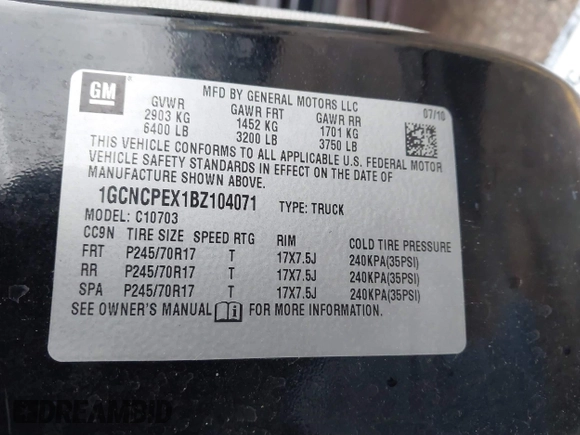 GM
MFD BY GENERAL MOTORS LLC
07/10
GVWR GAWR FRT GAWR RR
2903 KG 1452 KG 1701 KG
6400 LB 3200 LB 3750 LB
THIS VEHICLE CONFORMS TO ALL APPLICABLE U.S. FEDERAL MOTOR
VEHICLE SAFETY STANDARDS IN EFFECT ON THE DATE OF
MANUFACTURE SHOWN ABOVE.
1GCNCPEX1BZ104071 TYPE: TRUCK
MODEL: C10703
CC9N TIRE SIZE SPEED RTG RIM COLD TIRE PRESSURE
FRT P245/70R17 T 17X7.5J 240KPA(35PSI)
RR P245/70R17 T 17X7.5J 240KPA(35PSI)
SPA P245/70R17 T 17X7.5J 240KPA(35PSI)
SEE OWNER'S MANUAL i FOR MORE INFORMATION.
DREAMBID